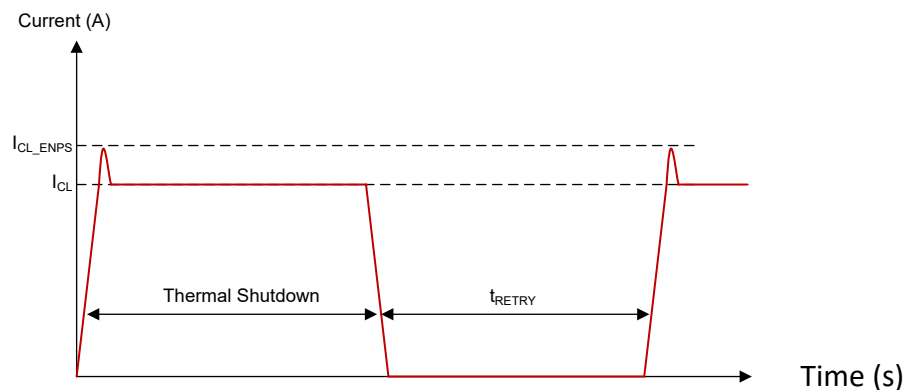 Current (A)
I_CL_ENPS
I_CL
Thermal Shutdown
t_RETRY
Time (s)